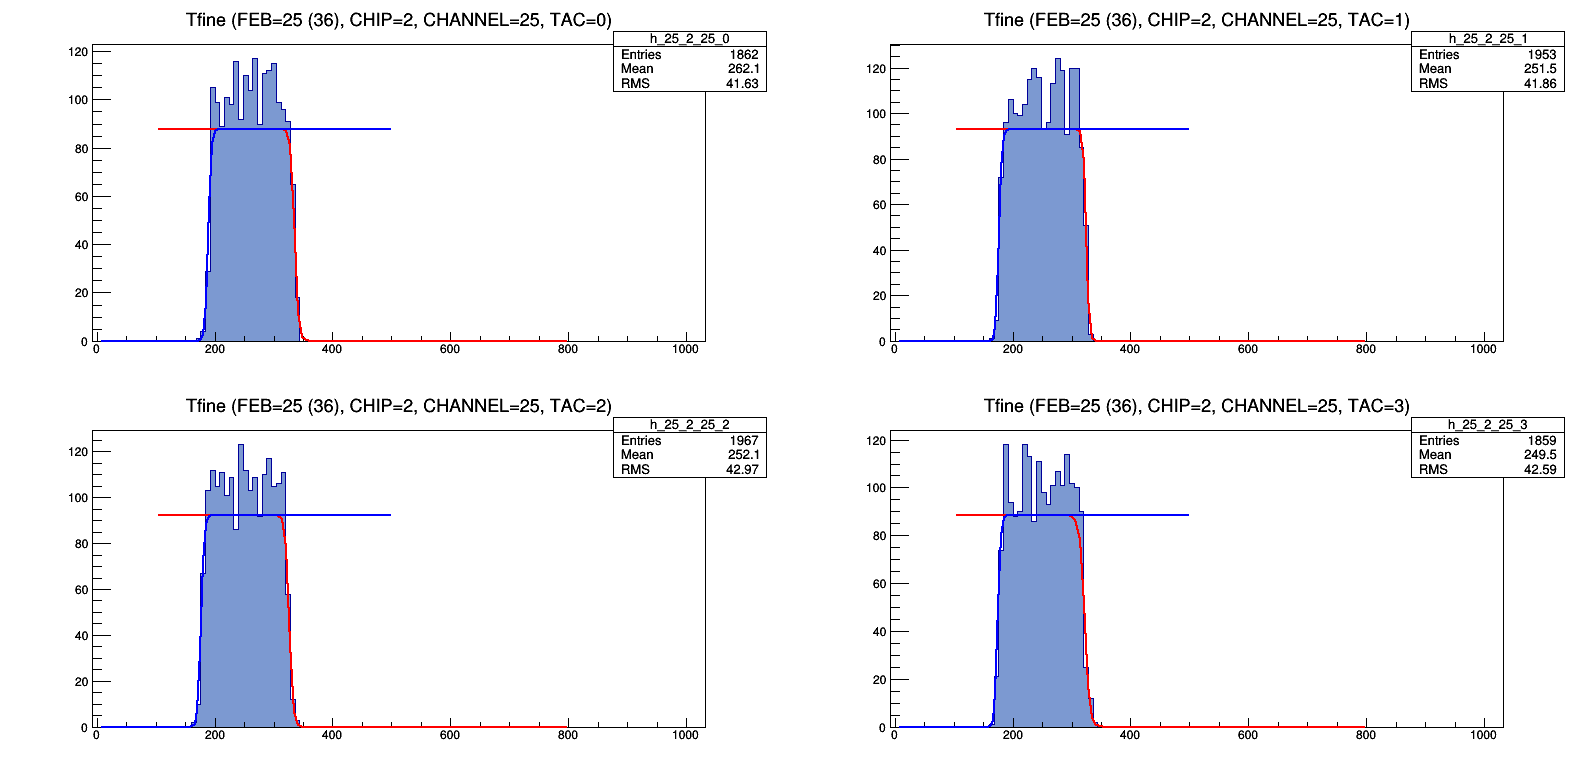 Tfine (FEB=25 (36), CHIP=2, CHANNEL=25, TAC=0)
h_25_2_25_0
Entries 1862
Mean 262.1
RMS 41.63
120
100
80
60
40
20
0
0 200 400 600 800 1000
Tfine (FEB=25 (36), CHIP=2, CHANNEL=25, TAC=1)
h_25_2_25_1
Entries 1953
Mean 251.5
RMS 41.86
120
100
80
60
40
20
0
0 200 400 600 800 1000
Tfine (FEB=25 (36), CHIP=2, CHANNEL=25, TAC=2)
h_25_2_25_2
Entries 1967
Mean 252.1
RMS 42.97
120
100
80
60
40
20
0
0 200 400 600 800 1000
Tfine (FEB=25 (36), CHIP=2, CHANNEL=25, TAC=3)
h_25_2_25_3
Entries 1859
Mean 249.5
RMS 42.59
120
100
80
60
40
20
0
0 200 400 600 800 1000